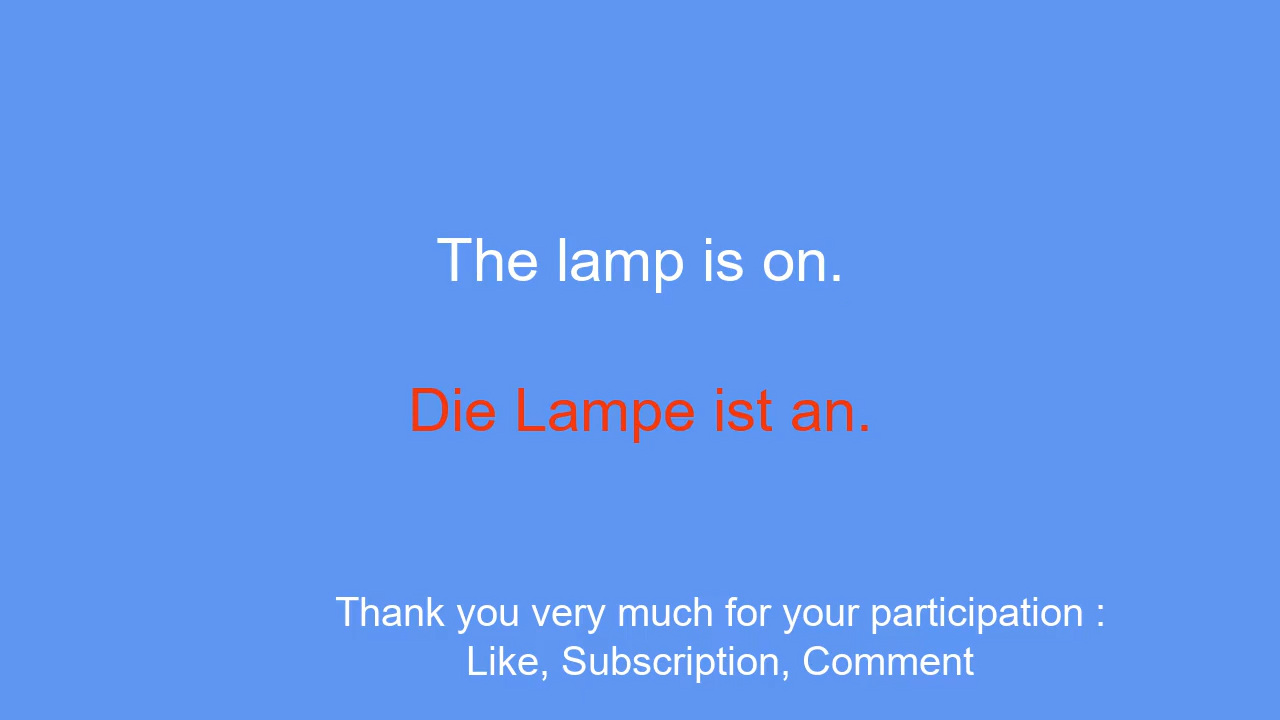 The lamp is on.
Die Lampe ist an.
Thank you very much for your participation :
Like, Subscription, Comment